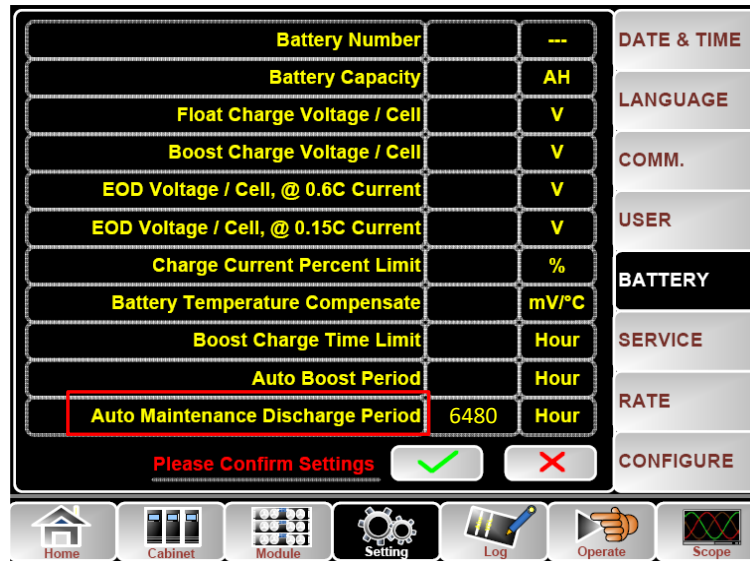 Battery Number ---
Battery Capacity AH
Float Charge Voltage / Cell V
Boost Charge Voltage / Cell V
EOD Voltage / Cell, @ 0.6C Current V
EOD Voltage / Cell, @ 0.15C Current V
Charge Current Percent Limit %
Battery Temperature Compensate mV/°C
Boost Charge Time Limit Hour
Auto Boost Period Hour
Auto Maintenance Discharge Period 6480 Hour
Please Confirm Settings
DATE & TIME
LANGUAGE
COMM.
USER
BATTERY
SERVICE
RATE
CONFIGURE
Home Cabinet Module Setting Log Operate Scope